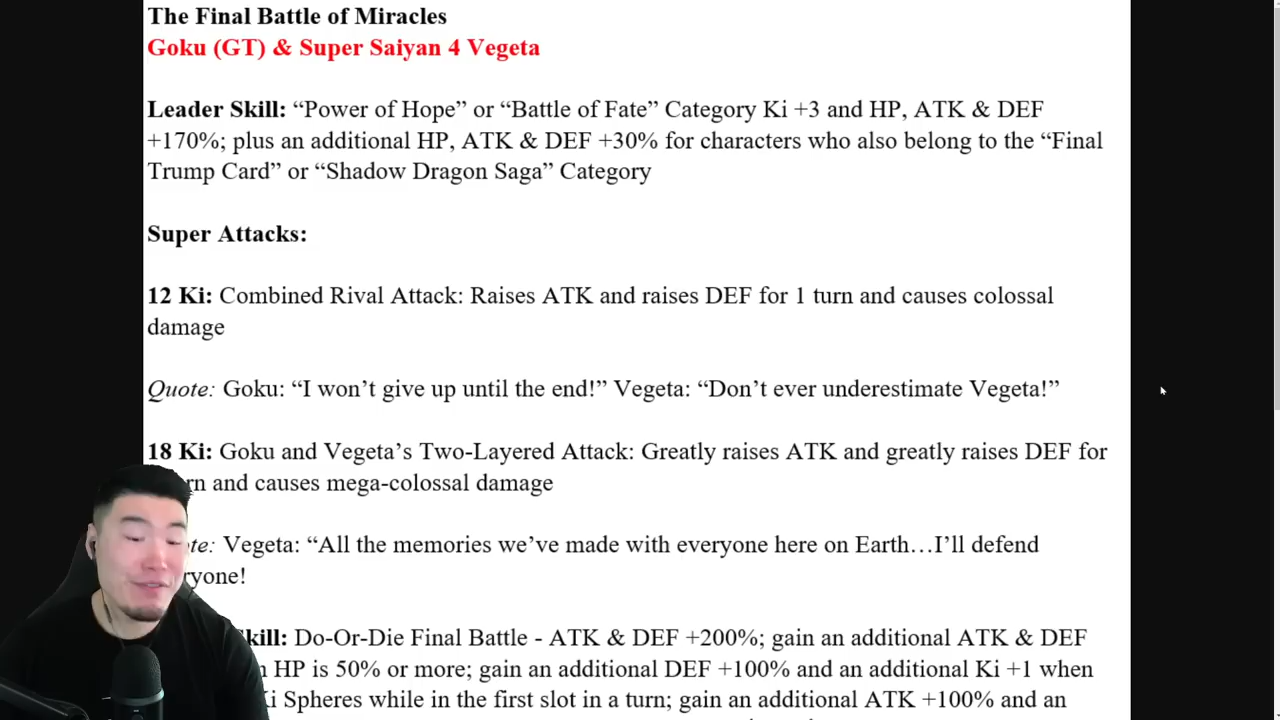 The Final Battle of Miracles
Goku (GT) & Super Saiyan 4 Vegeta
Leader Skill: “Power of Hope” or “Battle of Fate” Category Ki +3 and HP, ATK & DEF
+170%; plus an additional HP, ATK & DEF +30% for characters who also belong to the “Final
Trump Card” or “Shadow Dragon Saga” Category
Super Attacks:
12 Ki: Combined Rival Attack: Raises ATK and raises DEF for 1 turn and causes colossal
damage
Quote: Goku: “I won’t give up until the end!” Vegeta: “Don’t ever underestimate Vegeta!”
18 Ki: Goku and Vegeta’s Two-Layered Attack: Greatly raises ATK and greatly raises DEF for
and causes mega-colossal damage
Vegeta: “All the memories we’ve made with everyone here on Earth…I’ll defend
Do-Or-Die Final Battle - ATK & DEF +200%; gain an additional ATK & DEF
HP is 50% or more; gain an additional DEF +100% and an additional Ki +1 when
Spheres while in the first slot in a turn; gain an additional ATK +100% and an